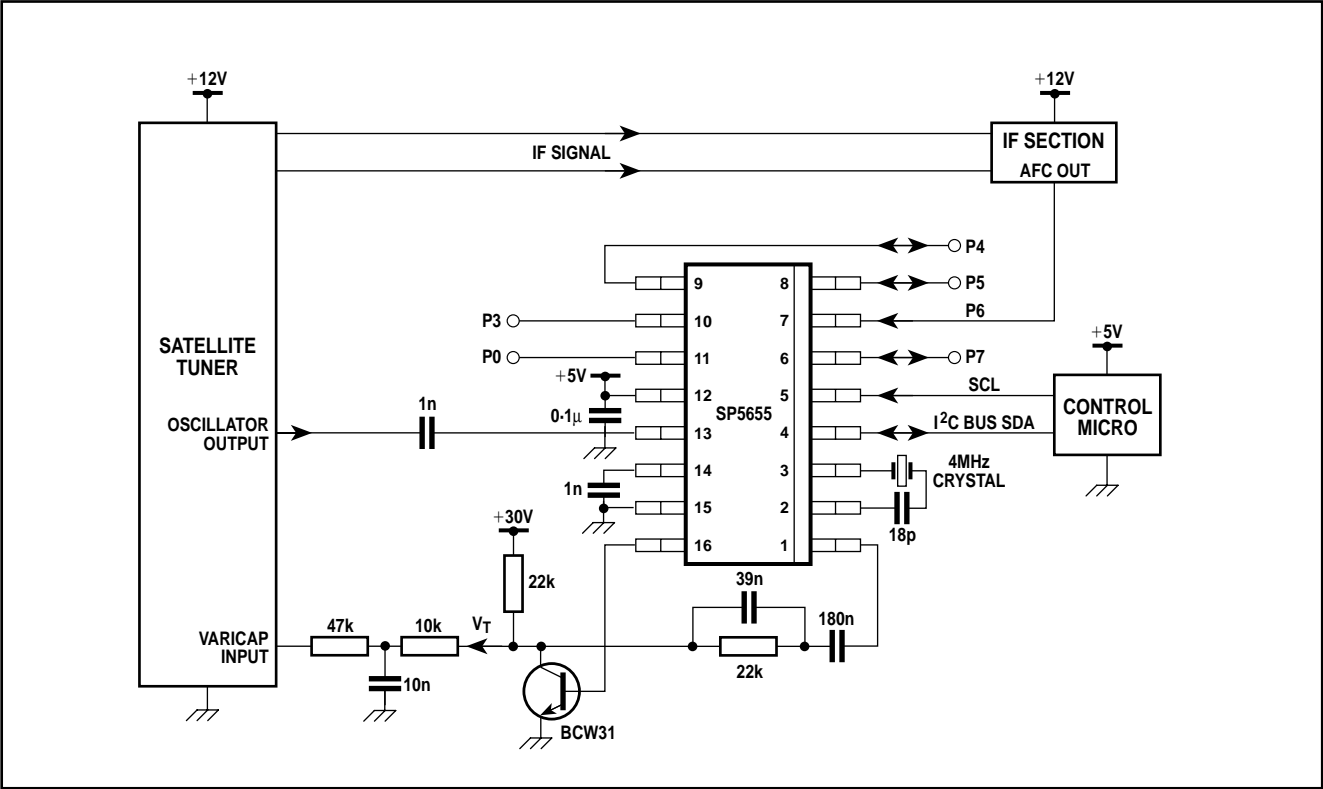 +12V
+12V
IF SIGNAL
IF SECTION
AFC OUT
SATELLITE
TUNER
OSCILLATOR
OUTPUT
VARICAP
INPUT
P4
P5
P6
P7
P3
P0
+5V
0·1µ
1n
1n
9
10
11
12
13
14
15
16
SP5655
8
7
6
5
4
3
2
1
SCL
I²C BUS SDA
+5V
CONTROL
MICRO
4MHz
CRYSTAL
18p
+30V
22k
47k
10k
VT
10n
BCW31
39n
22k
180n